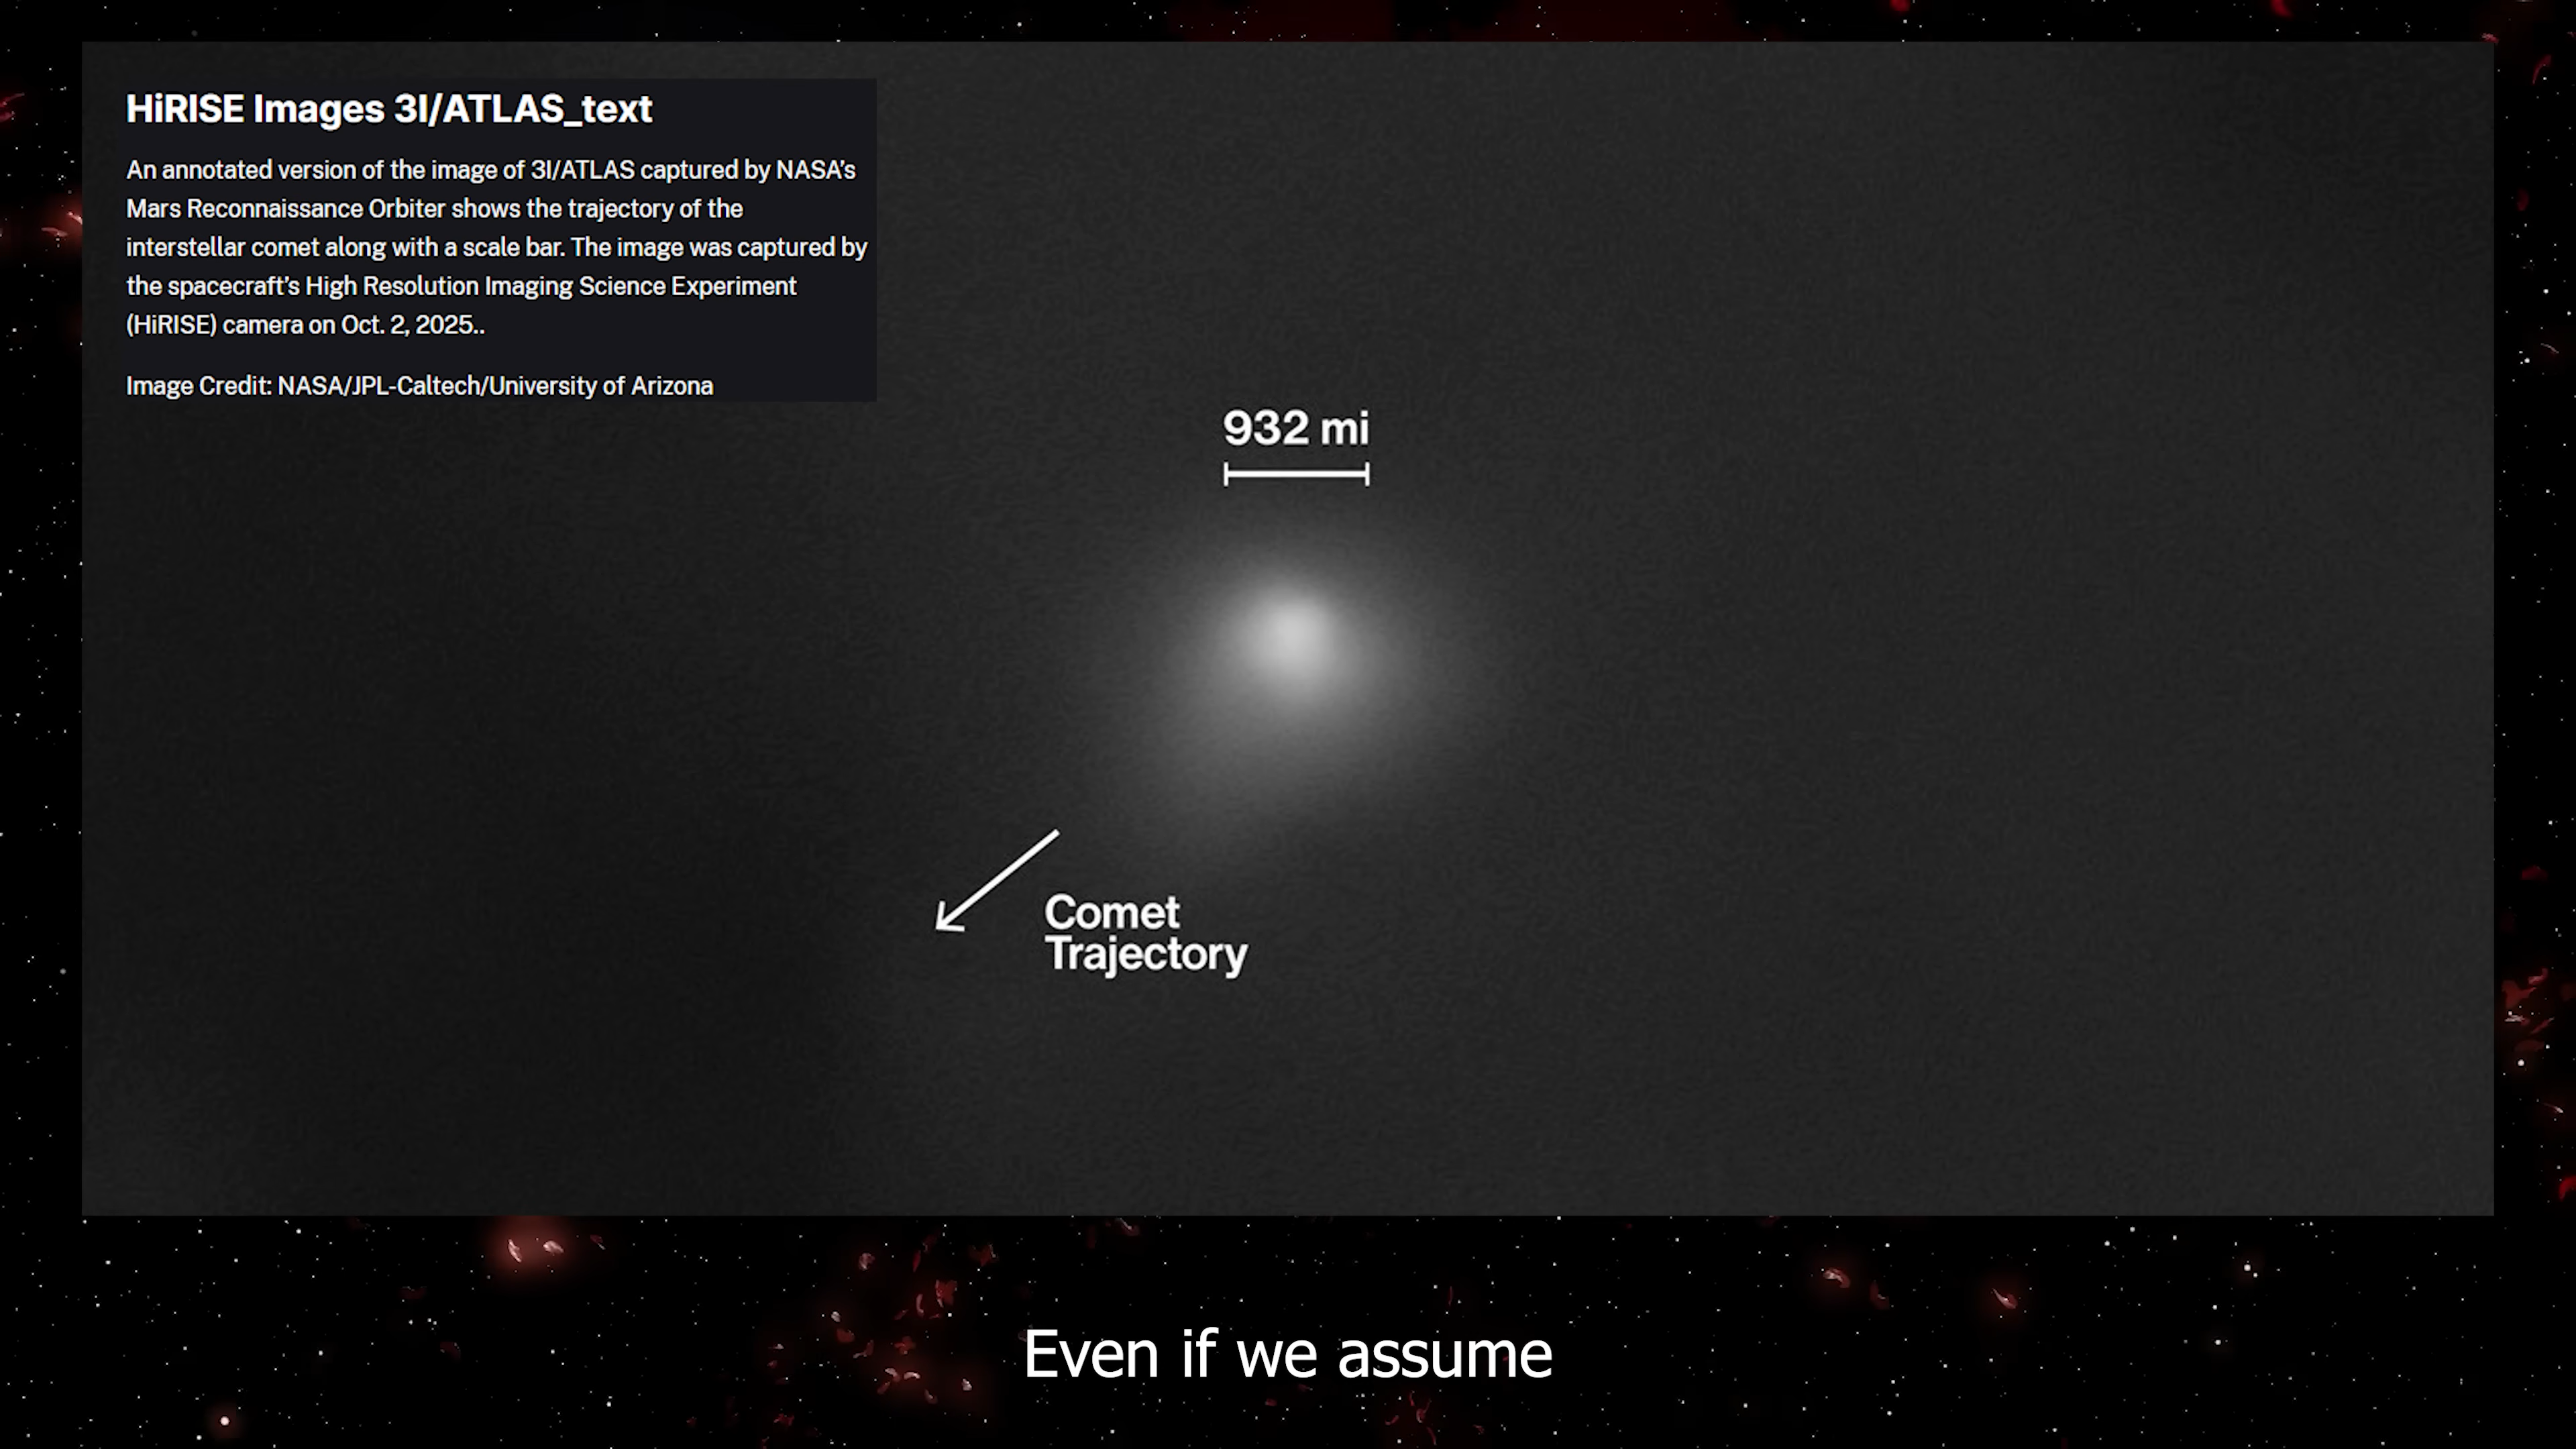 HiRISE Images 3I/ATLAS_text
An annotated version of the image of 3I/ATLAS captured by NASA's
Mars Reconnaissance Orbiter shows the trajectory of the
interstellar comet along with a scale bar. The image was captured by
the spacecraft's High Resolution Imaging Science Experiment
(HiRISE) camera on Oct. 2, 2025..
Image Credit: NASA/JPL-Caltech/University of Arizona
932 mi
Comet
Trajectory
Even if we assume